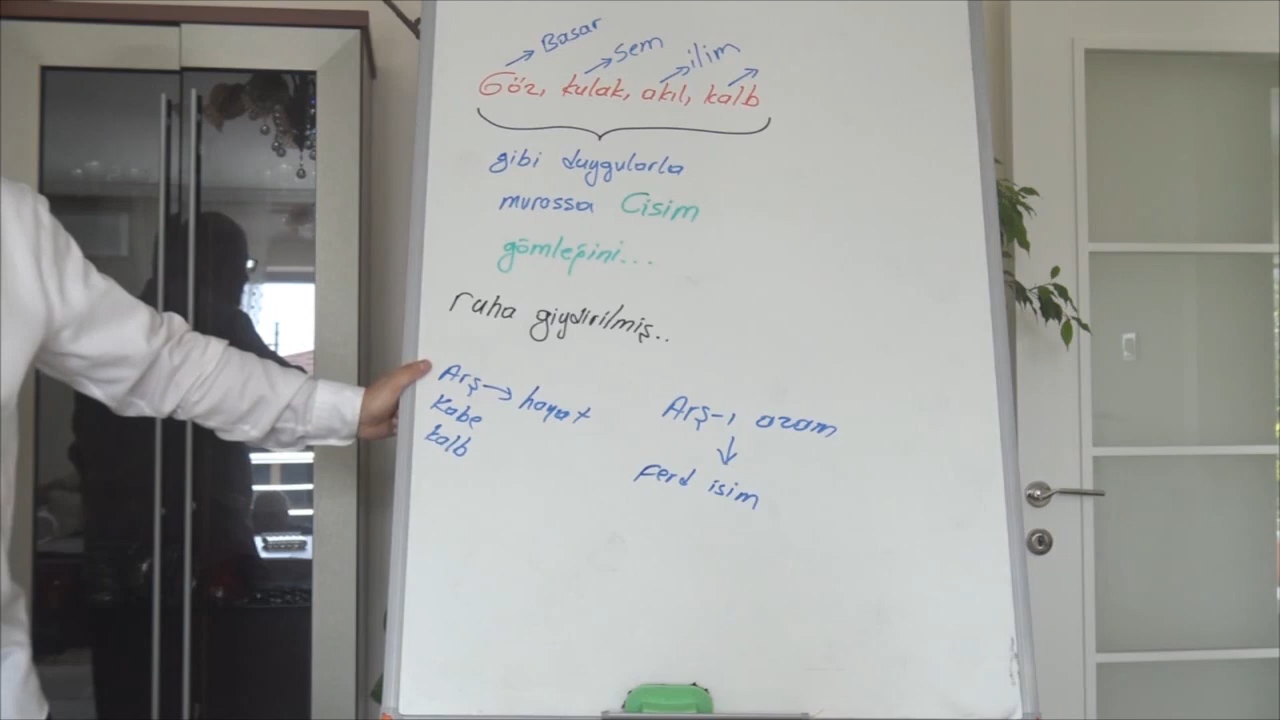 Basar
Sem
ilim
Göz, kulak, akıl, kalb
gibi duygularla
murassa Cisim
gömleğini...
ruha giydirilmiş..
Arş → hayat
Kabe
kalb
Arş-ı azam
↓
Ferd isim